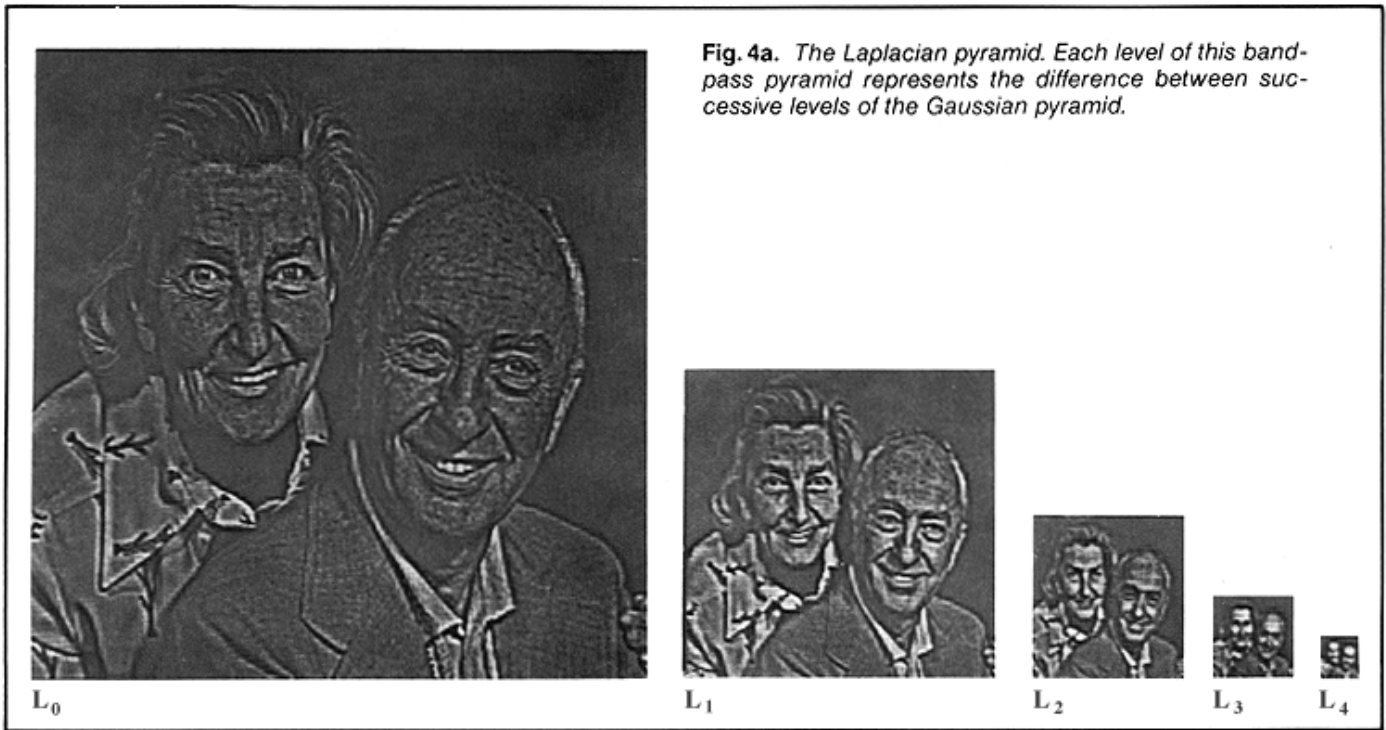 Fig. 4a. The Laplacian pyramid. Each level of this band-
pass pyramid represents the difference between suc-
cessive levels of the Gaussian pyramid.
L0
L1
L2
L3
L4